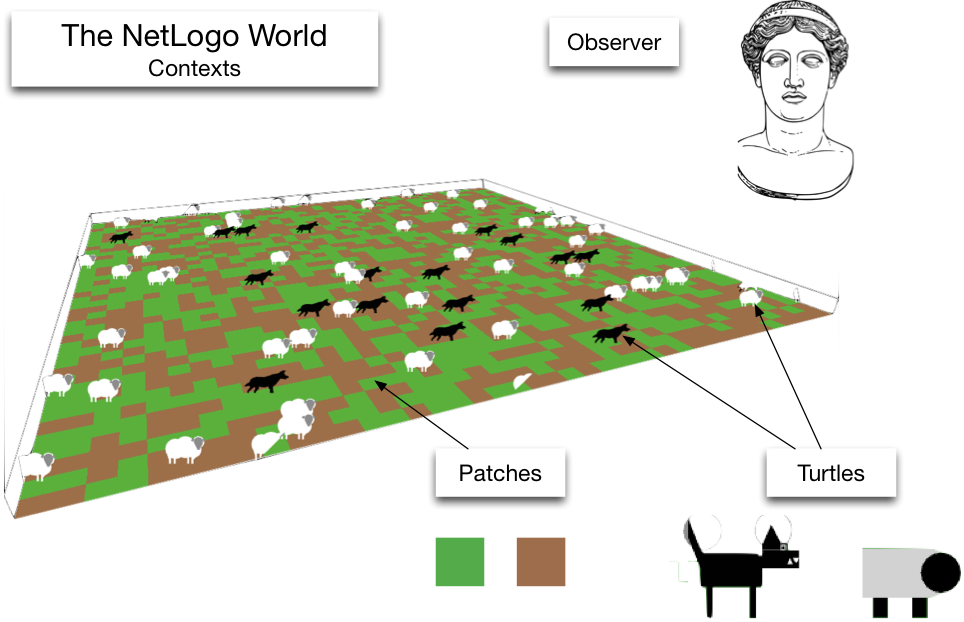 The NetLogo World
Contexts
Observer
Patches
Turtles